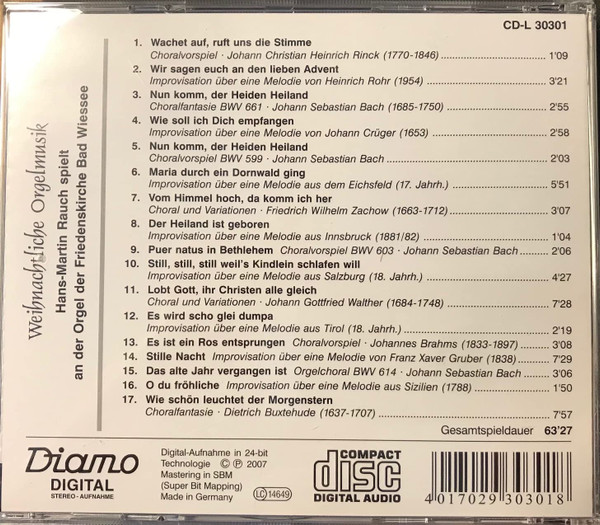 CD-L 30301
Weihnachtliche Orgelmusik
Hans-Martin Rauch spielt
an der Orgel der Friedenskirche Bad Wiessee
1. Wachet auf, ruft uns die Stimme
Choralvorspiel · Johann Christian Heinrich Rinck (1770-1846) 1'09
2. Wir sagen euch an den lieben Advent
Improvisation über eine Melodie von Heinrich Rohr (1954) 3'21
3. Nun komm, der Heiden Heiland
Choralfantasie BWV 661 · Johann Sebastian Bach (1685-1750) 2'55
4. Wie soll ich Dich empfangen
Improvisation über eine Melodie von Johann Crüger (1653) 2'58
5. Nun komm, der Heiden Heiland
Choralvorspiel BWV 599 · Johann Sebastian Bach 2'03
6. Maria durch ein Dornwald ging
Improvisation über eine Melodie aus dem Eichsfeld (17. Jahrh.) 5'51
7. Vom Himmel hoch, da komm ich her
Choral und Variationen · Friedrich Wilhelm Zachow (1663-1712) 3'07
8. Der Heiland ist geboren
Improvisation über eine Melodie aus Innsbruck (1881/82) 1'04
9. Puer natus in Bethlehem Choralvorspiel BWV 603 · Johann Sebastian Bach 2'06
10. Still, still, still weil's Kindlein schlafen will
Improvisation über eine Melodie aus Salzburg (18. Jahrh.) 4'27
11. Lobt Gott, ihr Christen alle gleich
Choral und Variationen · Johann Gottfried Walther (1684-1748) 7'28
12. Es wird scho glei dumpa
Improvisation über eine Melodie aus Tirol (18. Jahrh.) 2'19
13. Es ist ein Ros entsprungen Choralvorspiel · Johannes Brahms (1833-1897) 3'08
14. Stille Nacht Improvisation über eine Melodie von Franz Xaver Gruber (1838) 7'29
15. Das alte Jahr vergangen ist Orgelchoral BWV 614 · Johann Sebastian Bach 3'06
16. O du fröhliche Improvisation über eine Melodie aus Sizilien (1788) 1'50
17. Wie schön leuchtet der Morgenstern
Choralfantasie · Dietrich Buxtehude (1637-1707) 7'57
Gesamtspieldauer 63'27
Diamo
DIGITAL
STEREO-AUFNAHME
Digital-Aufnahme in 24-bit
Technologie © ℗ 2007
Mastering in SBM
(Super Bit Mapping)
Made in Germany
LC 14649
COMPACT
disc
DIGITAL AUDIO
4 017029 303018